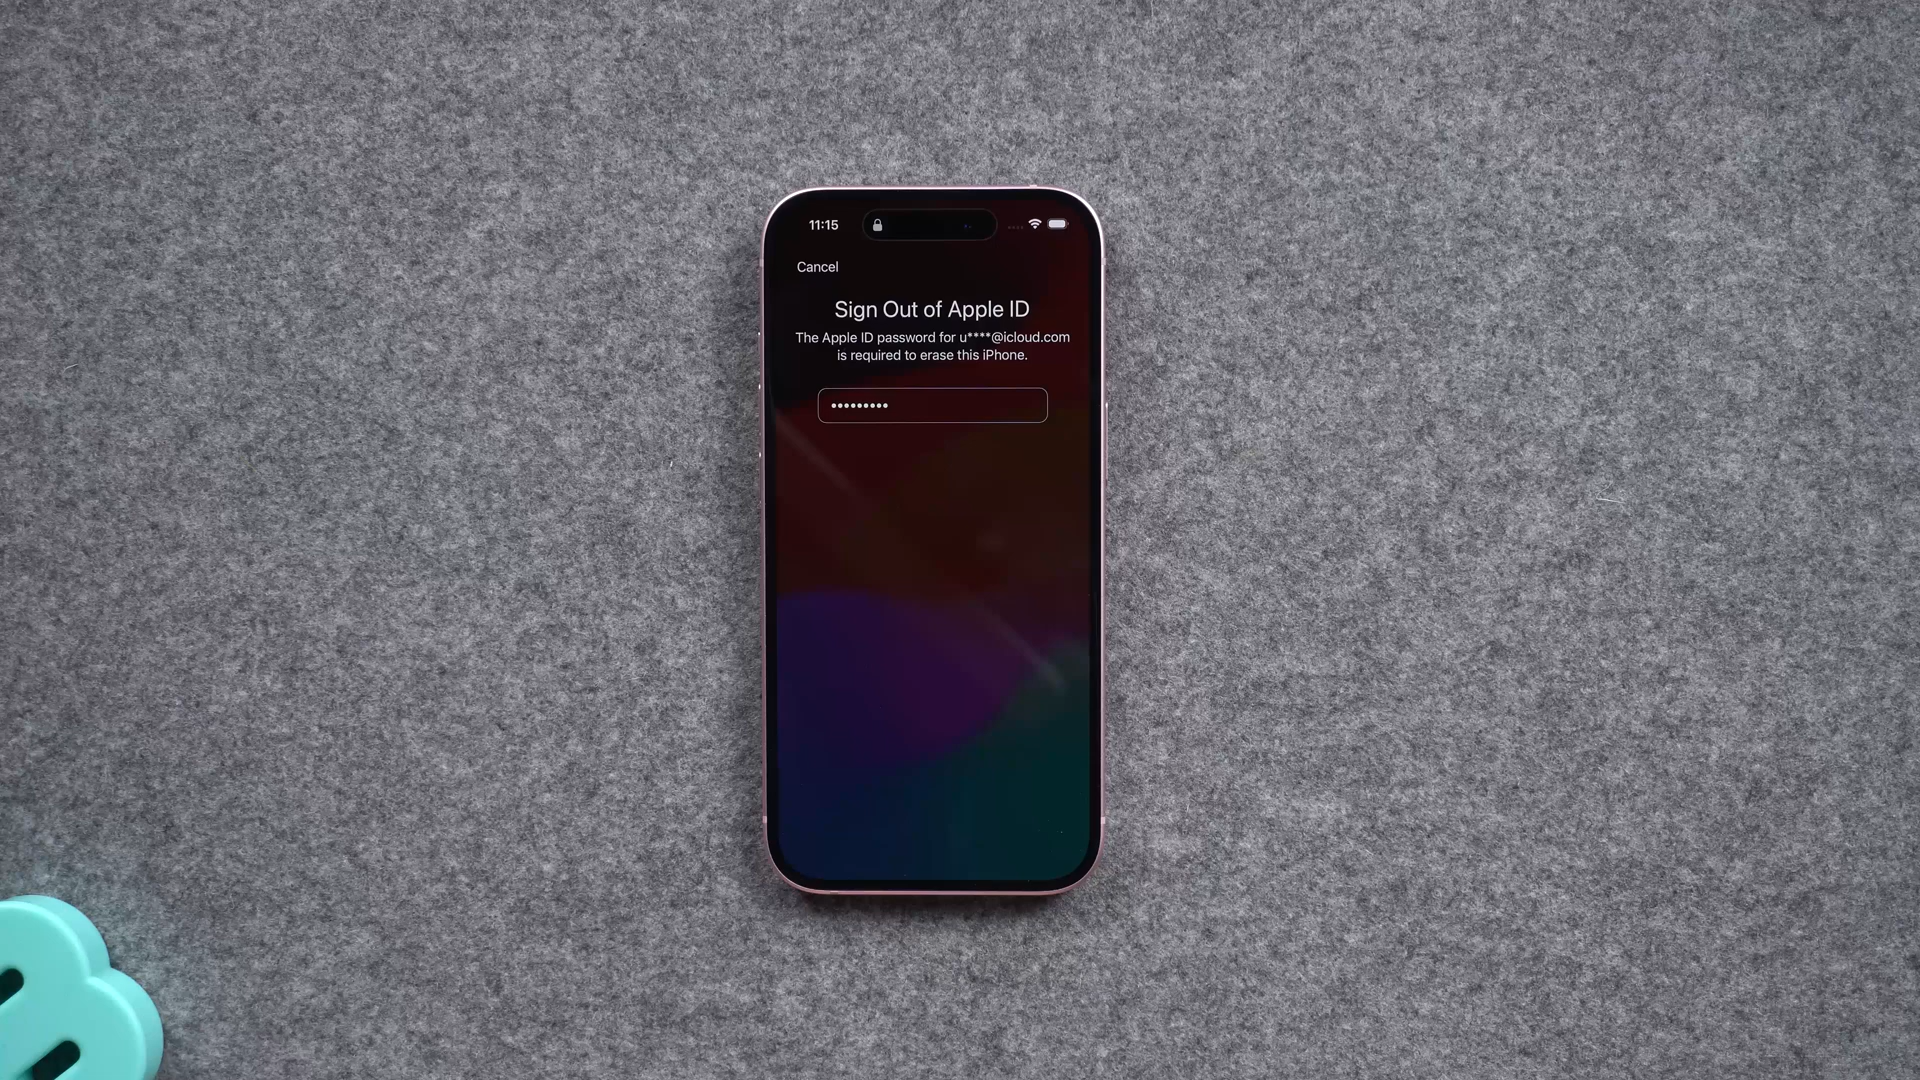 11:15
Cancel
Sign Out of Apple ID
The Apple ID password for u****@icloud.com
is required to erase this iPhone.
•••••••••